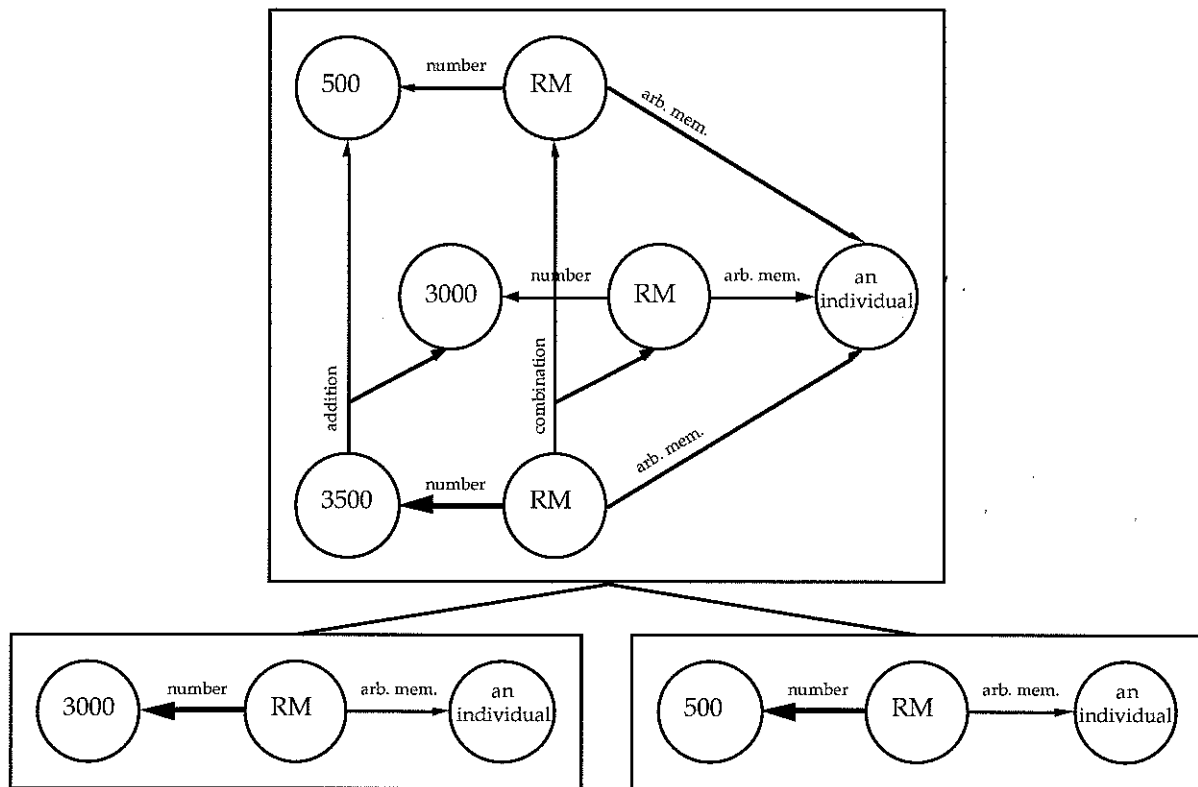 500
number
RM
arb. mem.
3000
number
RM
arb. mem.
an
individual
addition
combination
3500
number
RM
arb. mem.
3000
number
RM
arb. mem.
an
individual
500
number
RM
arb. mem.
an
individual